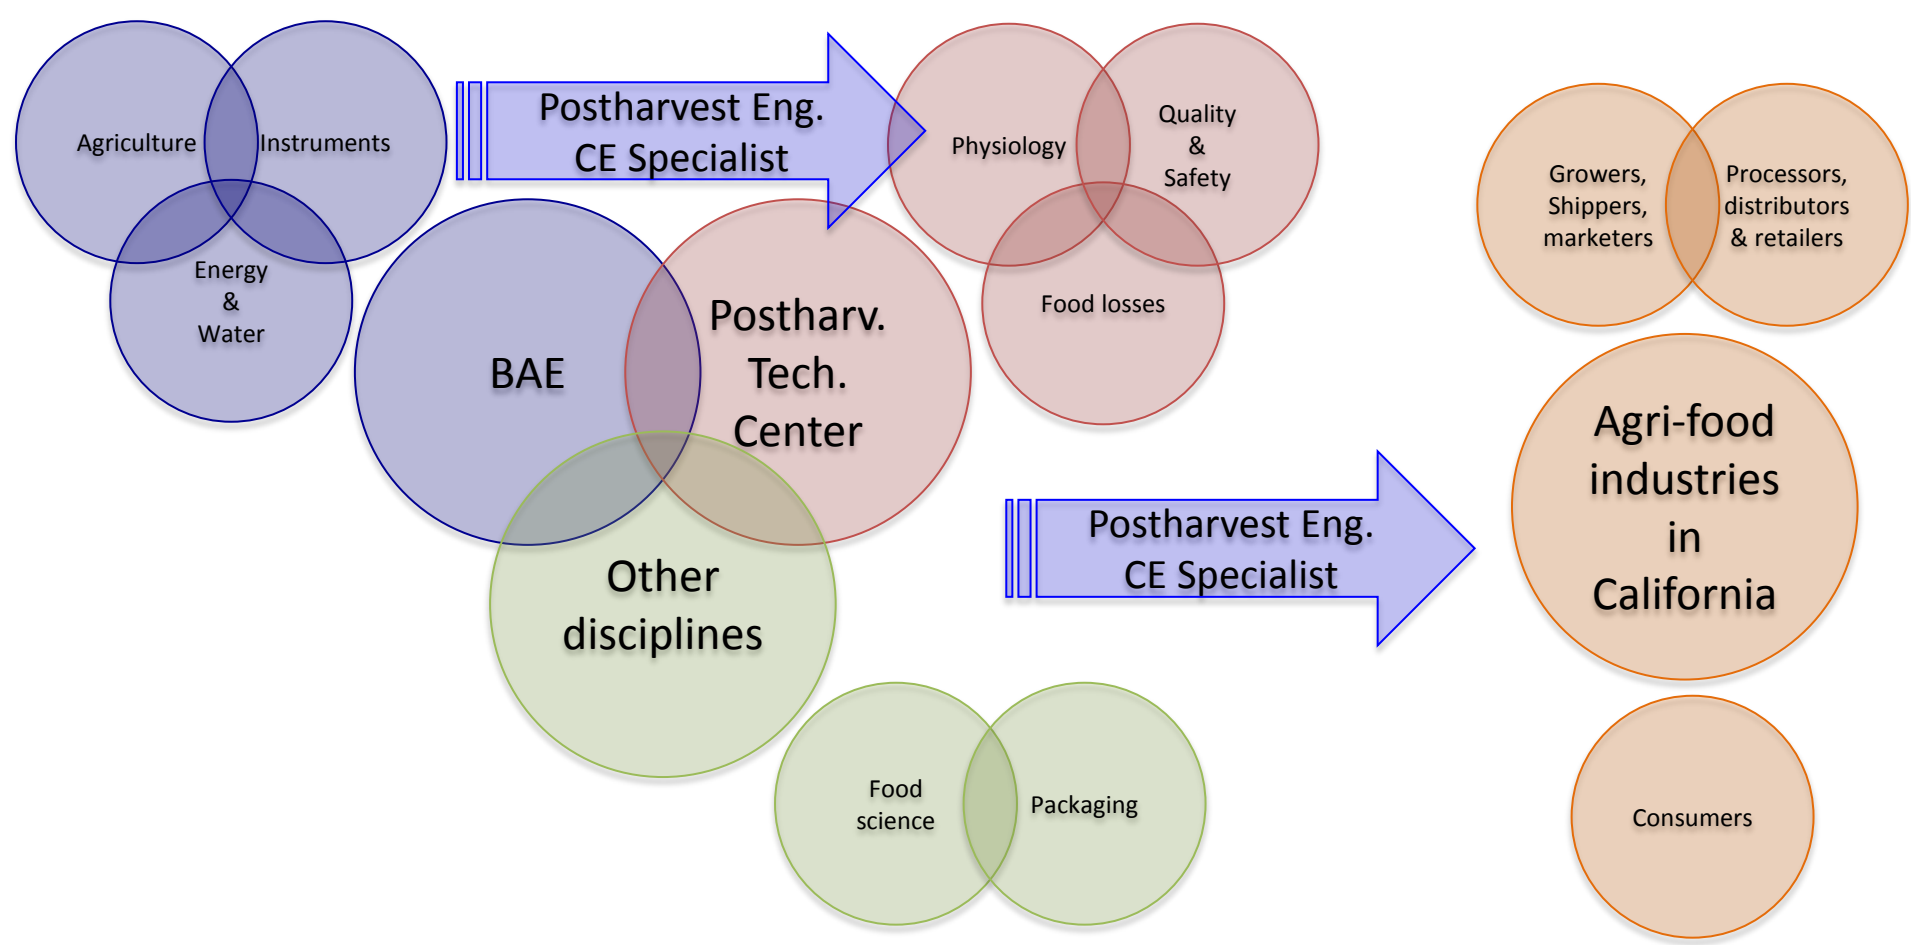 Agriculture
Instruments
Energy
&
Water
Postharvest Eng.
CE Specialist
Physiology
Quality
&
Safety
Food losses
BAE
Postharv.
Tech.
Center
Other
disciplines
Food
science
Packaging
Postharvest Eng.
CE Specialist
Growers,
Shippers,
marketers
Processors,
distributors
& retailers
Agri-food
industries
in
California
Consumers